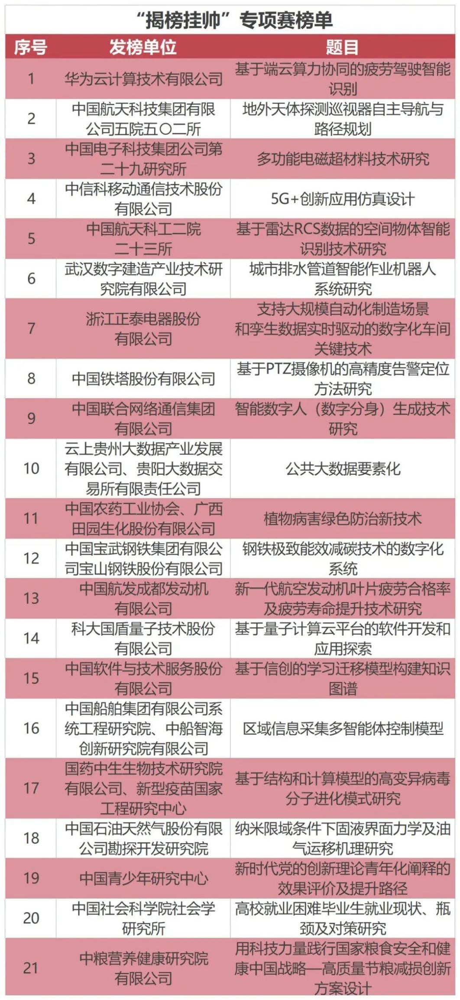 “揭榜挂帅”专项赛榜单
序号 发榜单位 题目
1 华为云计算技术有限公司 基于端云算力协同的疲劳驾驶智能
识别
2 中国航天科技集团有限
公司五院五〇二所 地外天体探测巡视器自主导航与
路径规划
3 中国电子科技集团公司第
二十九研究所 多功能电磁超材料技术研究
4 中信科移动通信技术股份
有限公司 5G+创新应用仿真设计
5 中国航天科工二院
二十三所 基于雷达RCS数据的空间物体智能
识别技术研究
6 武汉数字建造产业技术研
究院有限公司 城市排水管道智能作业机器人
系统研究
7 浙江正泰电器股份
有限公司 支持大规模自动化制造场景
和孪生数据实时驱动的数字化车间
关键技术
8 中国铁塔股份有限公司 基于PTZ摄像机的高精度告警定位
方法研究
9 中国联合网络通信集团
有限公司 智能数字人（数字分身）生成技术
研究
10 云上贵州大数据产业发展
有限公司、贵阳大数据交
易所有限责任公司 公共大数据要素化
11 中国农药工业协会、广西
田园生化股份有限公司 植物病害绿色防治新技术
12 中国宝武钢铁集团有限公
司宝山钢铁股份有限公司 钢铁极致能效减碳技术的数字化
系统
13 中国航发成都发动机
有限公司 新一代航空发动机叶片疲劳合格率
及疲劳寿命提升技术研究
14 科大国盾量子技术股份
有限公司 基于量子计算云平台的软件开发和
应用探索
15 中国软件与技术服务股份
有限公司 基于信创的学习迁移模型构建知识
图谱
16 中国船舶集团有限公司系
统工程研究院、中船智海
创新研究院有限公司 区域信息采集多智能体控制模型
17 国药中生生物技术研究院
有限公司、新型疫苗国家
工程研究中心 基于结构和计算模型的高变异病毒
分子进化模式研究
18 中国石油天然气股份有限
公司勘探开发研究院 纳米限域条件下固液界面力学及油
气运移机理研究
19 中国青少年研究中心 新时代党的创新理论青年化阐释的
效果评价及提升路径
20 中国社会科学院社会学
研究所 高校就业困难毕业生就业现状、瓶
颈及对策研究
21 中粮营养健康研究院
有限公司 用科技力量践行国家粮食安全和健
康中国战略—高质量节粮减损创新
方案设计